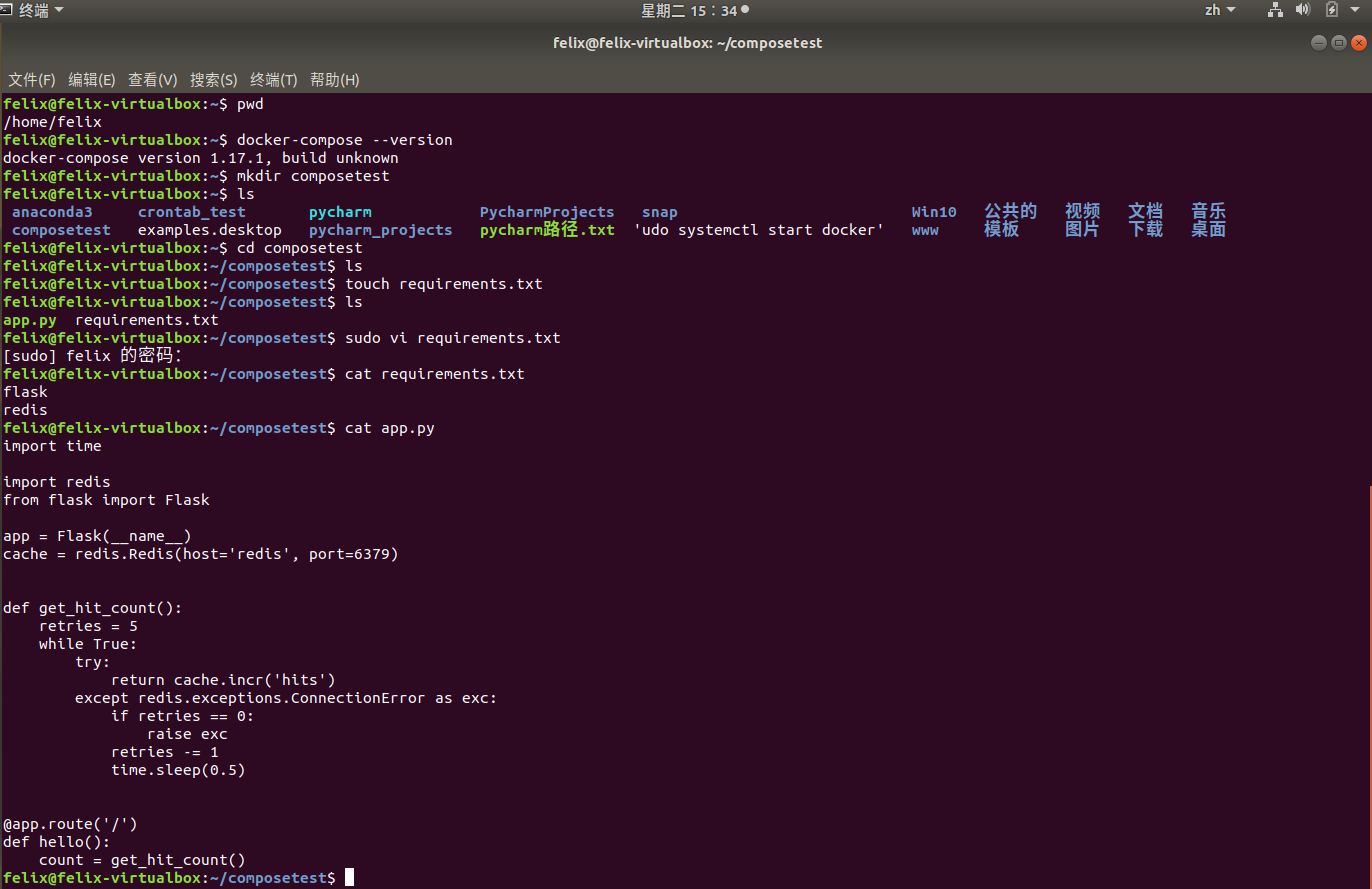 终端
星期二 15：34
zh
felix@felix-virtualbox: ~/composetest
文件(F) 编辑(E) 查看(V) 搜索(S) 终端(T) 帮助(H)
felix@felix-virtualbox:~$ pwd
/home/felix
felix@felix-virtualbox:~$ docker-compose --version
docker-compose version 1.17.1, build unknown
felix@felix-virtualbox:~$ mkdir composetest
felix@felix-virtualbox:~$ ls
anaconda3 crontab_test pycharm PycharmProjects snap Win10 公共的 视频 文档 音乐
composetest examples.desktop pycharm_projects pycharm路径.txt 'udo systemctl start docker' www 模板 图片 下载 桌面
felix@felix-virtualbox:~$ cd composetest
felix@felix-virtualbox:~/composetest$ ls
felix@felix-virtualbox:~/composetest$ touch requirements.txt
felix@felix-virtualbox:~/composetest$ ls
app.py requirements.txt
felix@felix-virtualbox:~/composetest$ sudo vi requirements.txt
[sudo] felix 的密码：
felix@felix-virtualbox:~/composetest$ cat requirements.txt
flask
redis
felix@felix-virtualbox:~/composetest$ cat app.py
import time

import redis
from flask import Flask

app = Flask(__name__)
cache = redis.Redis(host='redis', port=6379)


def get_hit_count():
    retries = 5
    while True:
        try:
            return cache.incr('hits')
        except redis.exceptions.ConnectionError as exc:
            if retries == 0:
                raise exc
            retries -= 1
            time.sleep(0.5)


@app.route('/')
def hello():
    count = get_hit_count()
felix@felix-virtualbox:~/composetest$